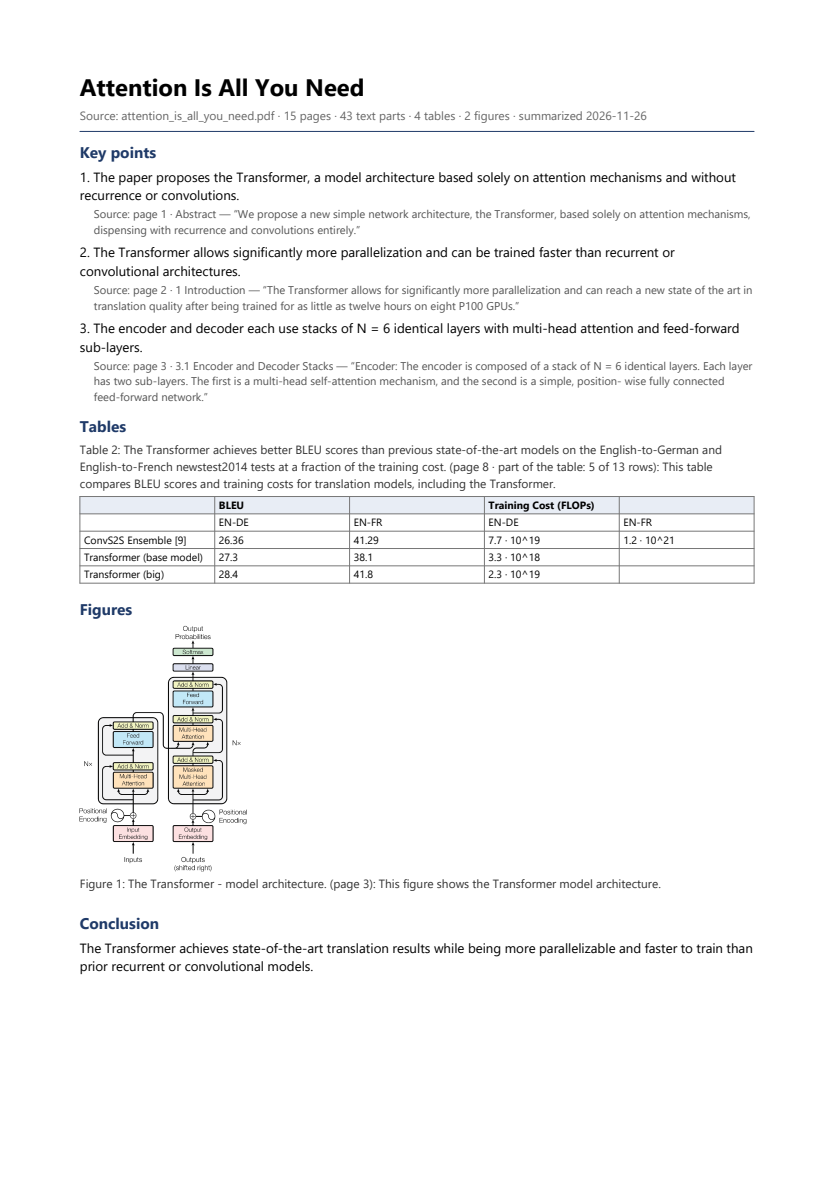 Attention Is All You Need
Source: attention_is_all_you_need.pdf · 15 pages · 43 text parts · 4 tables · 2 figures · summarized 2026-11-26
Key points
1. The paper proposes the Transformer, a model architecture based solely on attention mechanisms and without
recurrence or convolutions.
Source: page 1 · Abstract — “We propose a new simple network architecture, the Transformer, based solely on attention mechanisms,
dispensing with recurrence and convolutions entirely.”
2. The Transformer allows significantly more parallelization and can be trained faster than recurrent or
convolutional architectures.
Source: page 2 · 1 Introduction — “The Transformer allows for significantly more parallelization and can reach a new state of the art in
translation quality after being trained for as little as twelve hours on eight P100 GPUs.”
3. The encoder and decoder each use stacks of N = 6 identical layers with multi-head attention and feed-forward
sub-layers.
Source: page 3 · 3.1 Encoder and Decoder Stacks — “Encoder: The encoder is composed of a stack of N = 6 identical layers. Each layer
has two sub-layers. The first is a multi-head self-attention mechanism, and the second is a simple, position- wise fully connected
feed-forward network.”
Tables
Table 2: The Transformer achieves better BLEU scores than previous state-of-the-art models on the English-to-German and
English-to-French newstest2014 tests at a fraction of the training cost. (page 8 · part of the table: 5 of 13 rows): This table
compares BLEU scores and training costs for translation models, including the Transformer.
BLEU Training Cost (FLOPs)
EN-DE EN-FR EN-DE EN-FR
ConvS2S Ensemble [9] 26.36 41.29 7.7 · 10^19 1.2 · 10^21
Transformer (base model) 27.3 38.1 3.3 · 10^18
Transformer (big) 28.4 41.8 2.3 · 10^19
Figures
Output
Probabilities
Softmax
Linear
Add & Norm
Feed
Forward
Add & Norm
Multi-Head
Attention
Add & Norm
Masked
Multi-Head
Attention
N×
Add & Norm
Feed
Forward
Add & Norm
Multi-Head
Attention
N×
Positional
Encoding
Positional
Encoding
Input
Embedding
Output
Embedding
Inputs
Outputs
(shifted right)
Figure 1: The Transformer - model architecture. (page 3): This figure shows the Transformer model architecture.
Conclusion
The Transformer achieves state-of-the-art translation results while being more parallelizable and faster to train than
prior recurrent or convolutional models.